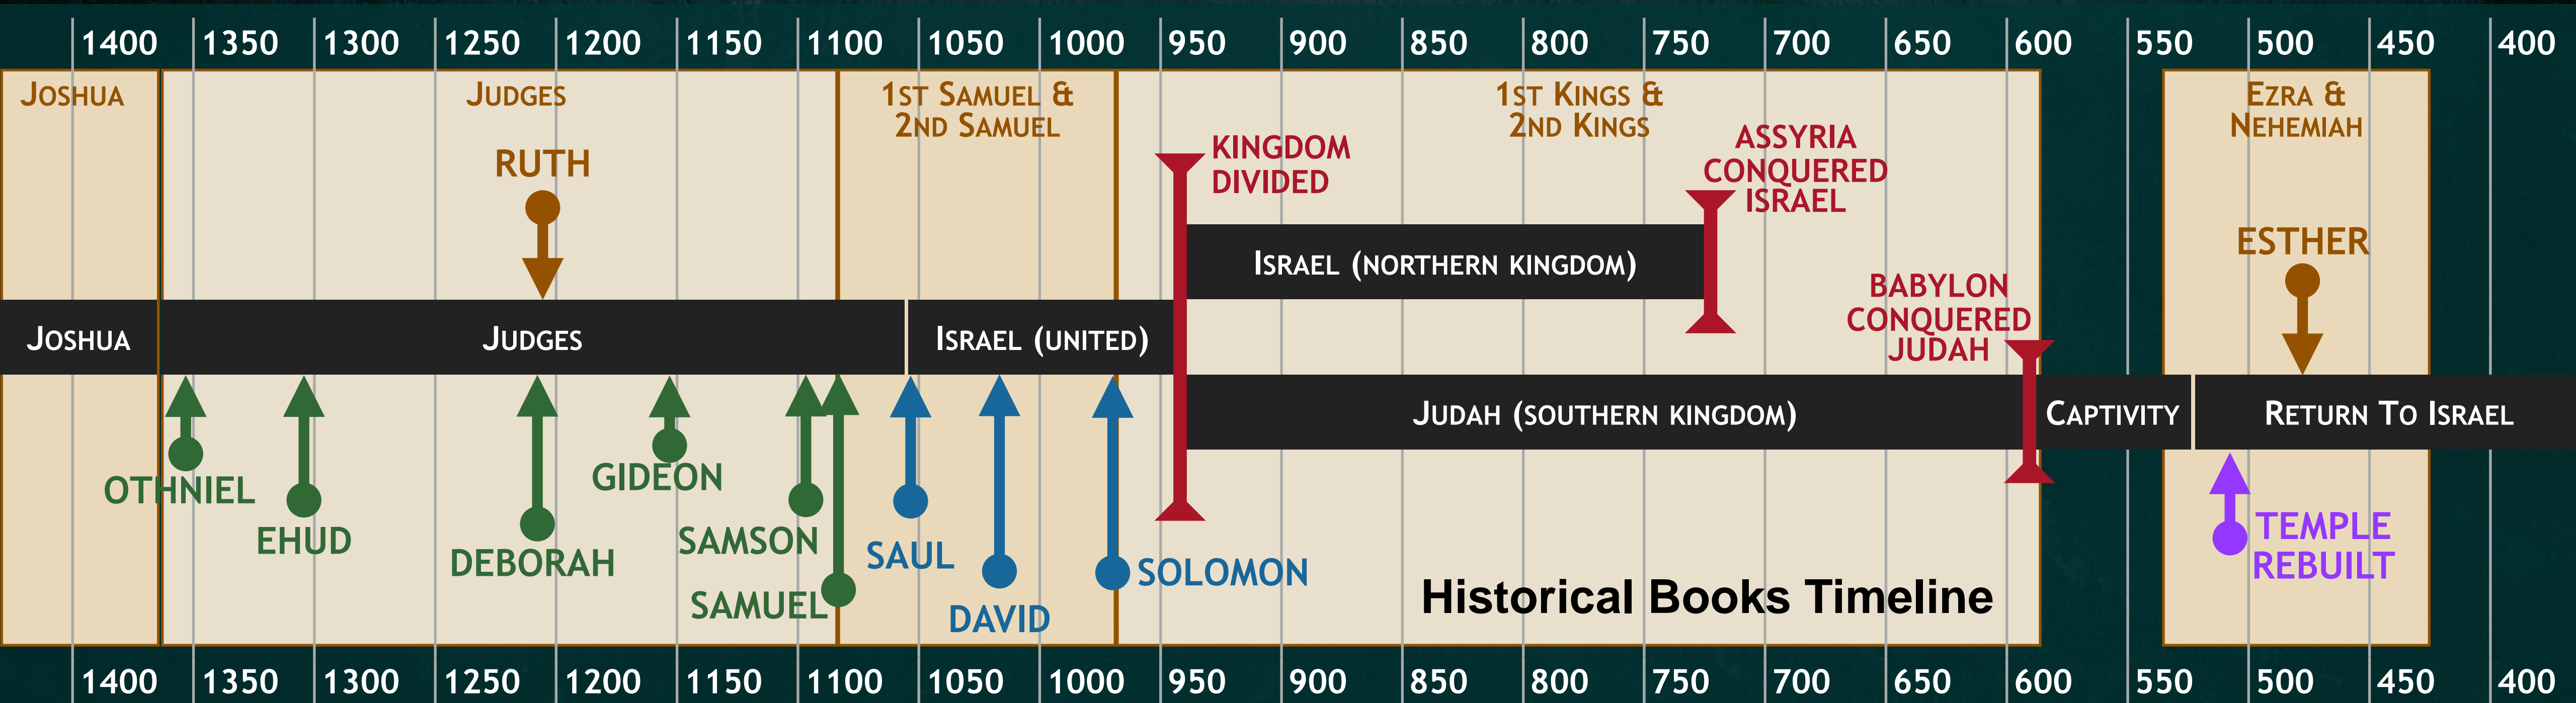 1400 1350 1300 1250 1200 1150 1100 1050 1000 950 900 850 800 750 700 650 600 550 500 450 400
Joshua
Judges
1st Samuel &
2nd Samuel
1st Kings &
2nd Kings
Ezra &
Nehemiah
RUTH
KINGDOM
DIVIDED
ASSYRIA
CONQUERED
ISRAEL
ESTHER
Israel (northern kingdom)
BABYLON
CONQUERED
JUDAH
Joshua
Judges
Israel (united)
Judah (southern kingdom)
Captivity
Return To Israel
OTHNIEL
EHUD
DEBORAH
GIDEON
SAMSON
SAMUEL
SAUL
DAVID
SOLOMON
TEMPLE
REBUILT
Historical Books Timeline
1400 1350 1300 1250 1200 1150 1100 1050 1000 950 900 850 800 750 700 650 600 550 500 450 400